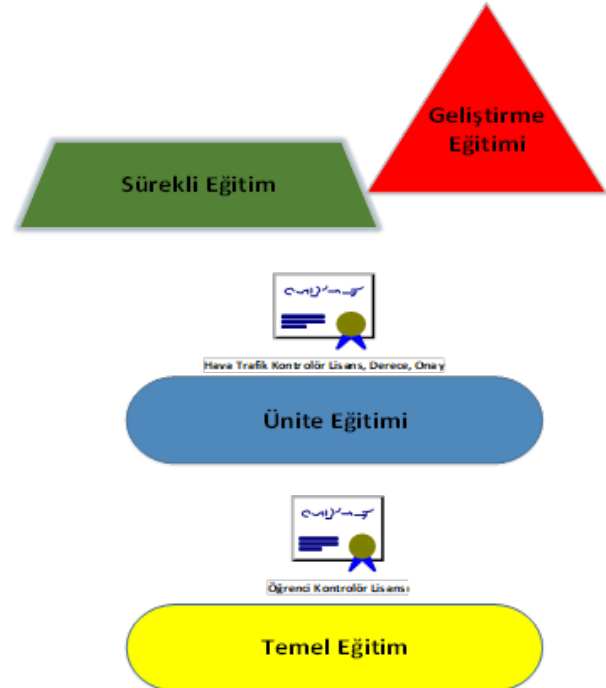 Geliştirme
Eğitimi
Sürekli Eğitim
Hava Trafik Kontrolör Lisans, Derece, Onay
Ünite Eğitimi
Öğrenci Kontrolör Lisansı
Temel Eğitim